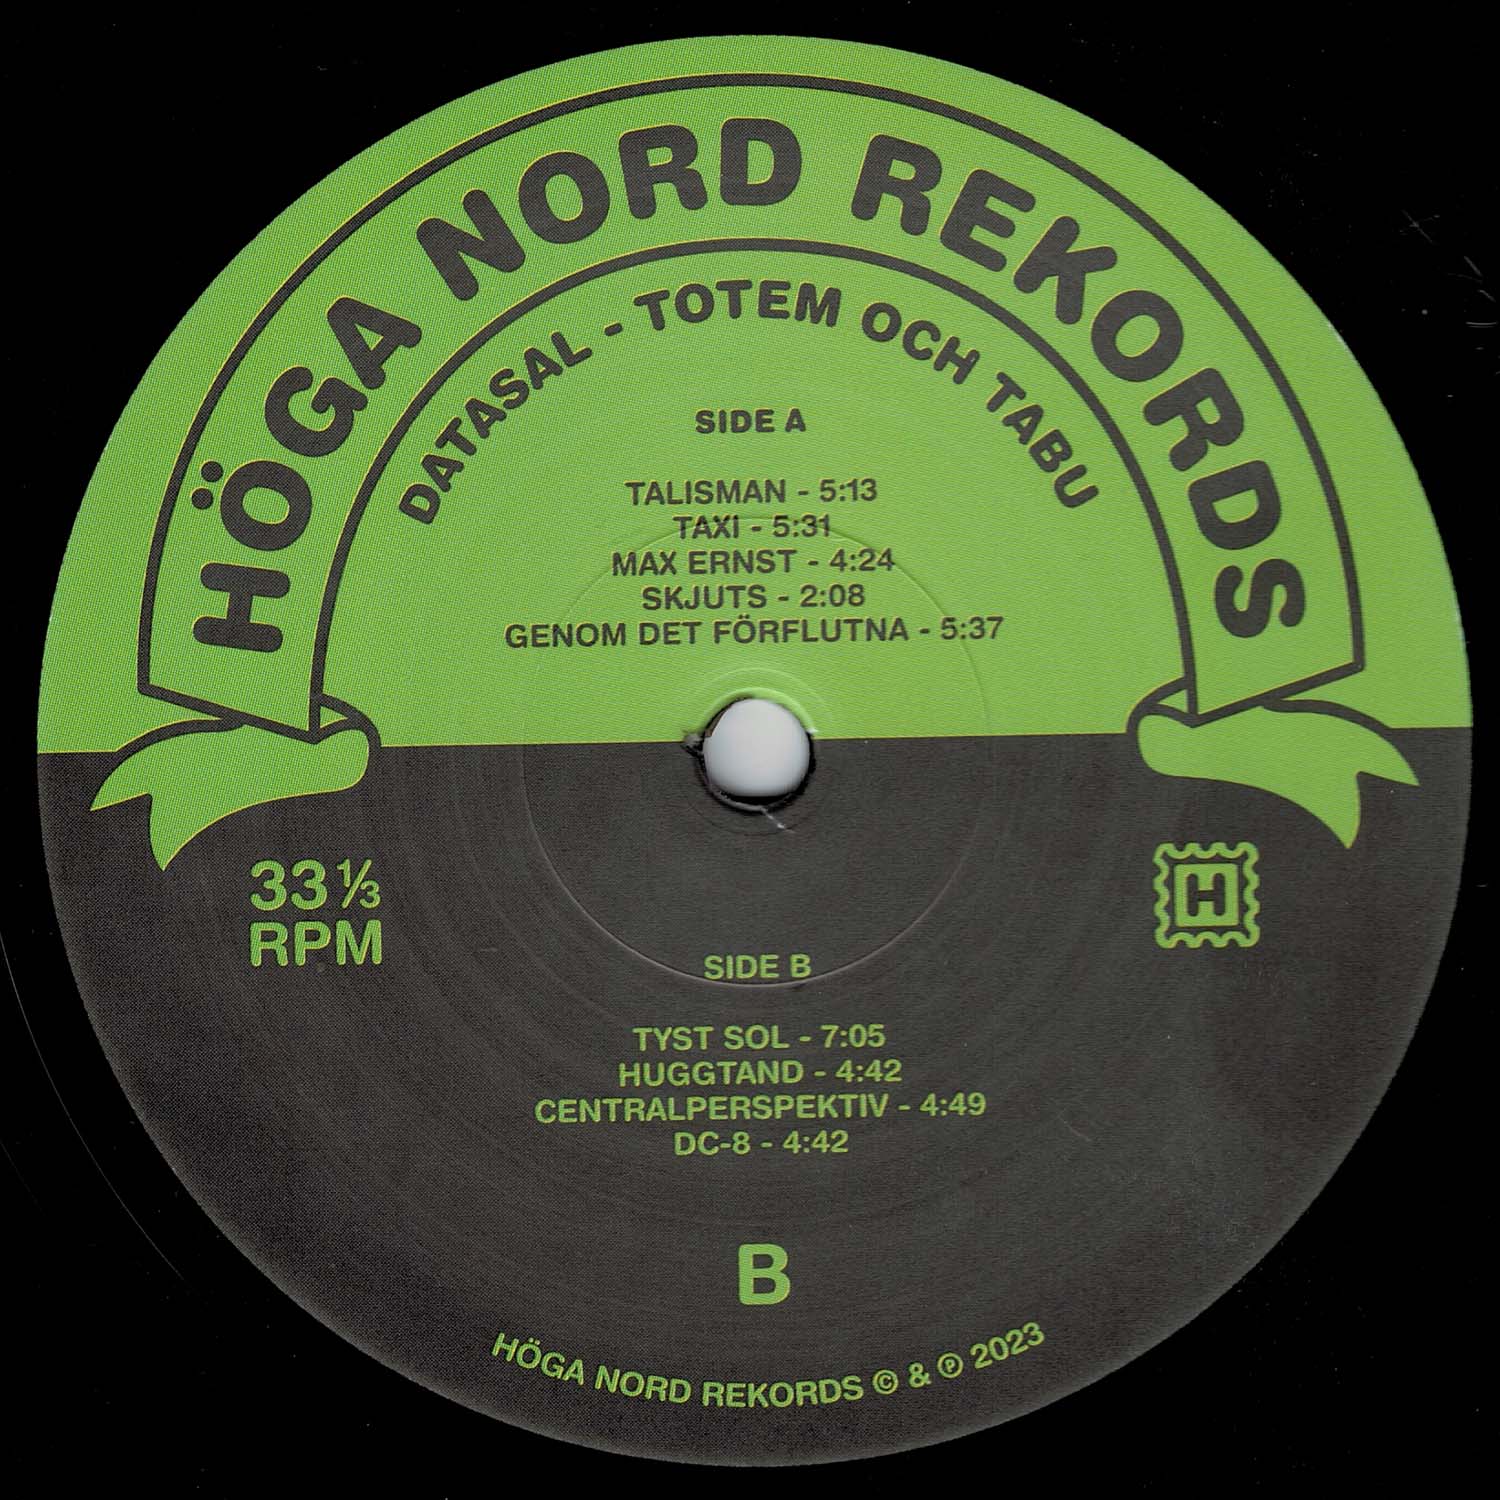 HÖGA NORD REKORDS
DATASAL - TOTEM OCH TABU
SIDE A
TALISMAN - 5:13
TAXI - 5:31
MAX ERNST - 4:24
SKJUTS - 2:08
GENOM DET FÖRFLUTNA - 5:37
33 ⅓
RPM
H
SIDE B
TYST SOL - 7:05
HUGGTAND - 4:42
CENTRALPERSPEKTIV - 4:49
DC-8 - 4:42
B
HÖGA NORD REKORDS © & ℗ 2023